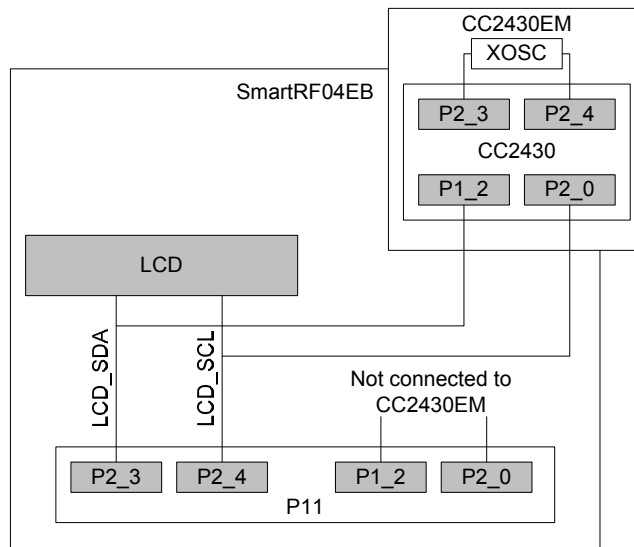 CC2430EM
XOSC
SmartRF04EB
P2_3
P2_4
CC2430
P1_2
P2_0
LCD
LCD_SDA
LCD_SCL
Not connected to
CC2430EM
P2_3
P2_4
P1_2
P2_0
P11